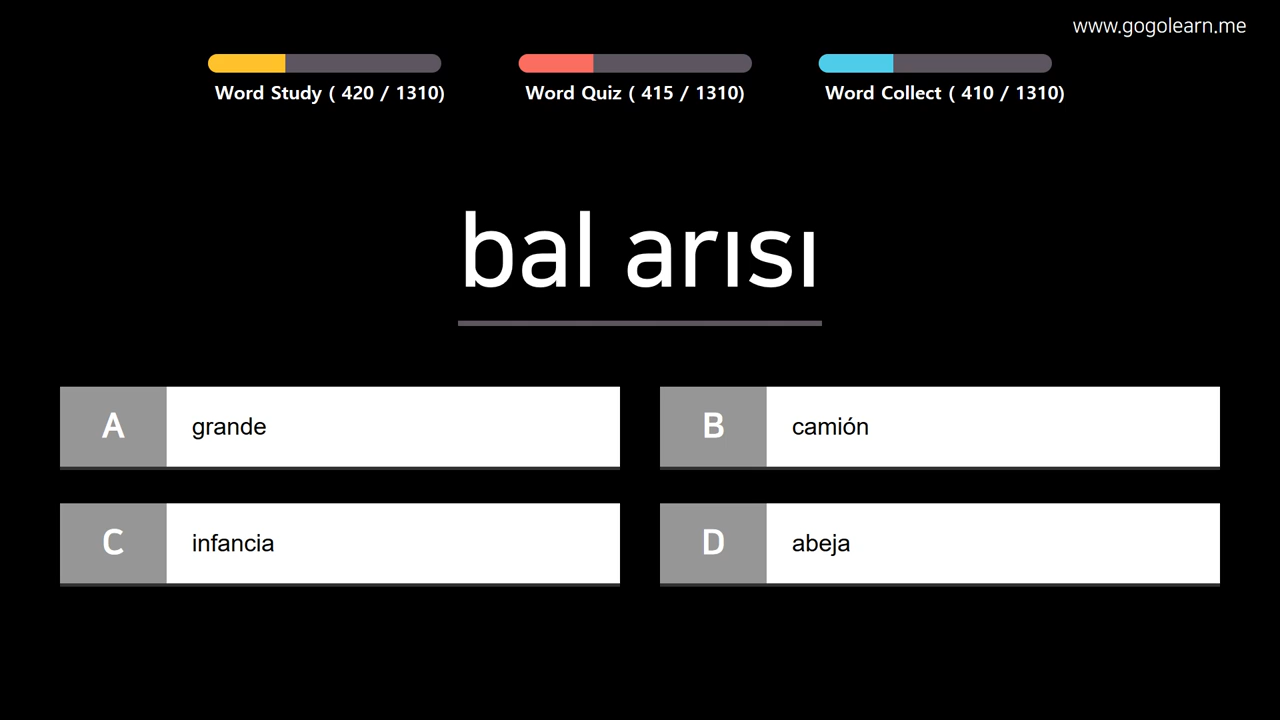 www.gogolearn.me
Word Study ( 420 / 1310)
Word Quiz ( 415 / 1310)
Word Collect ( 410 / 1310)
bal arısı
A
grande
B
camión
C
infancia
D
abeja